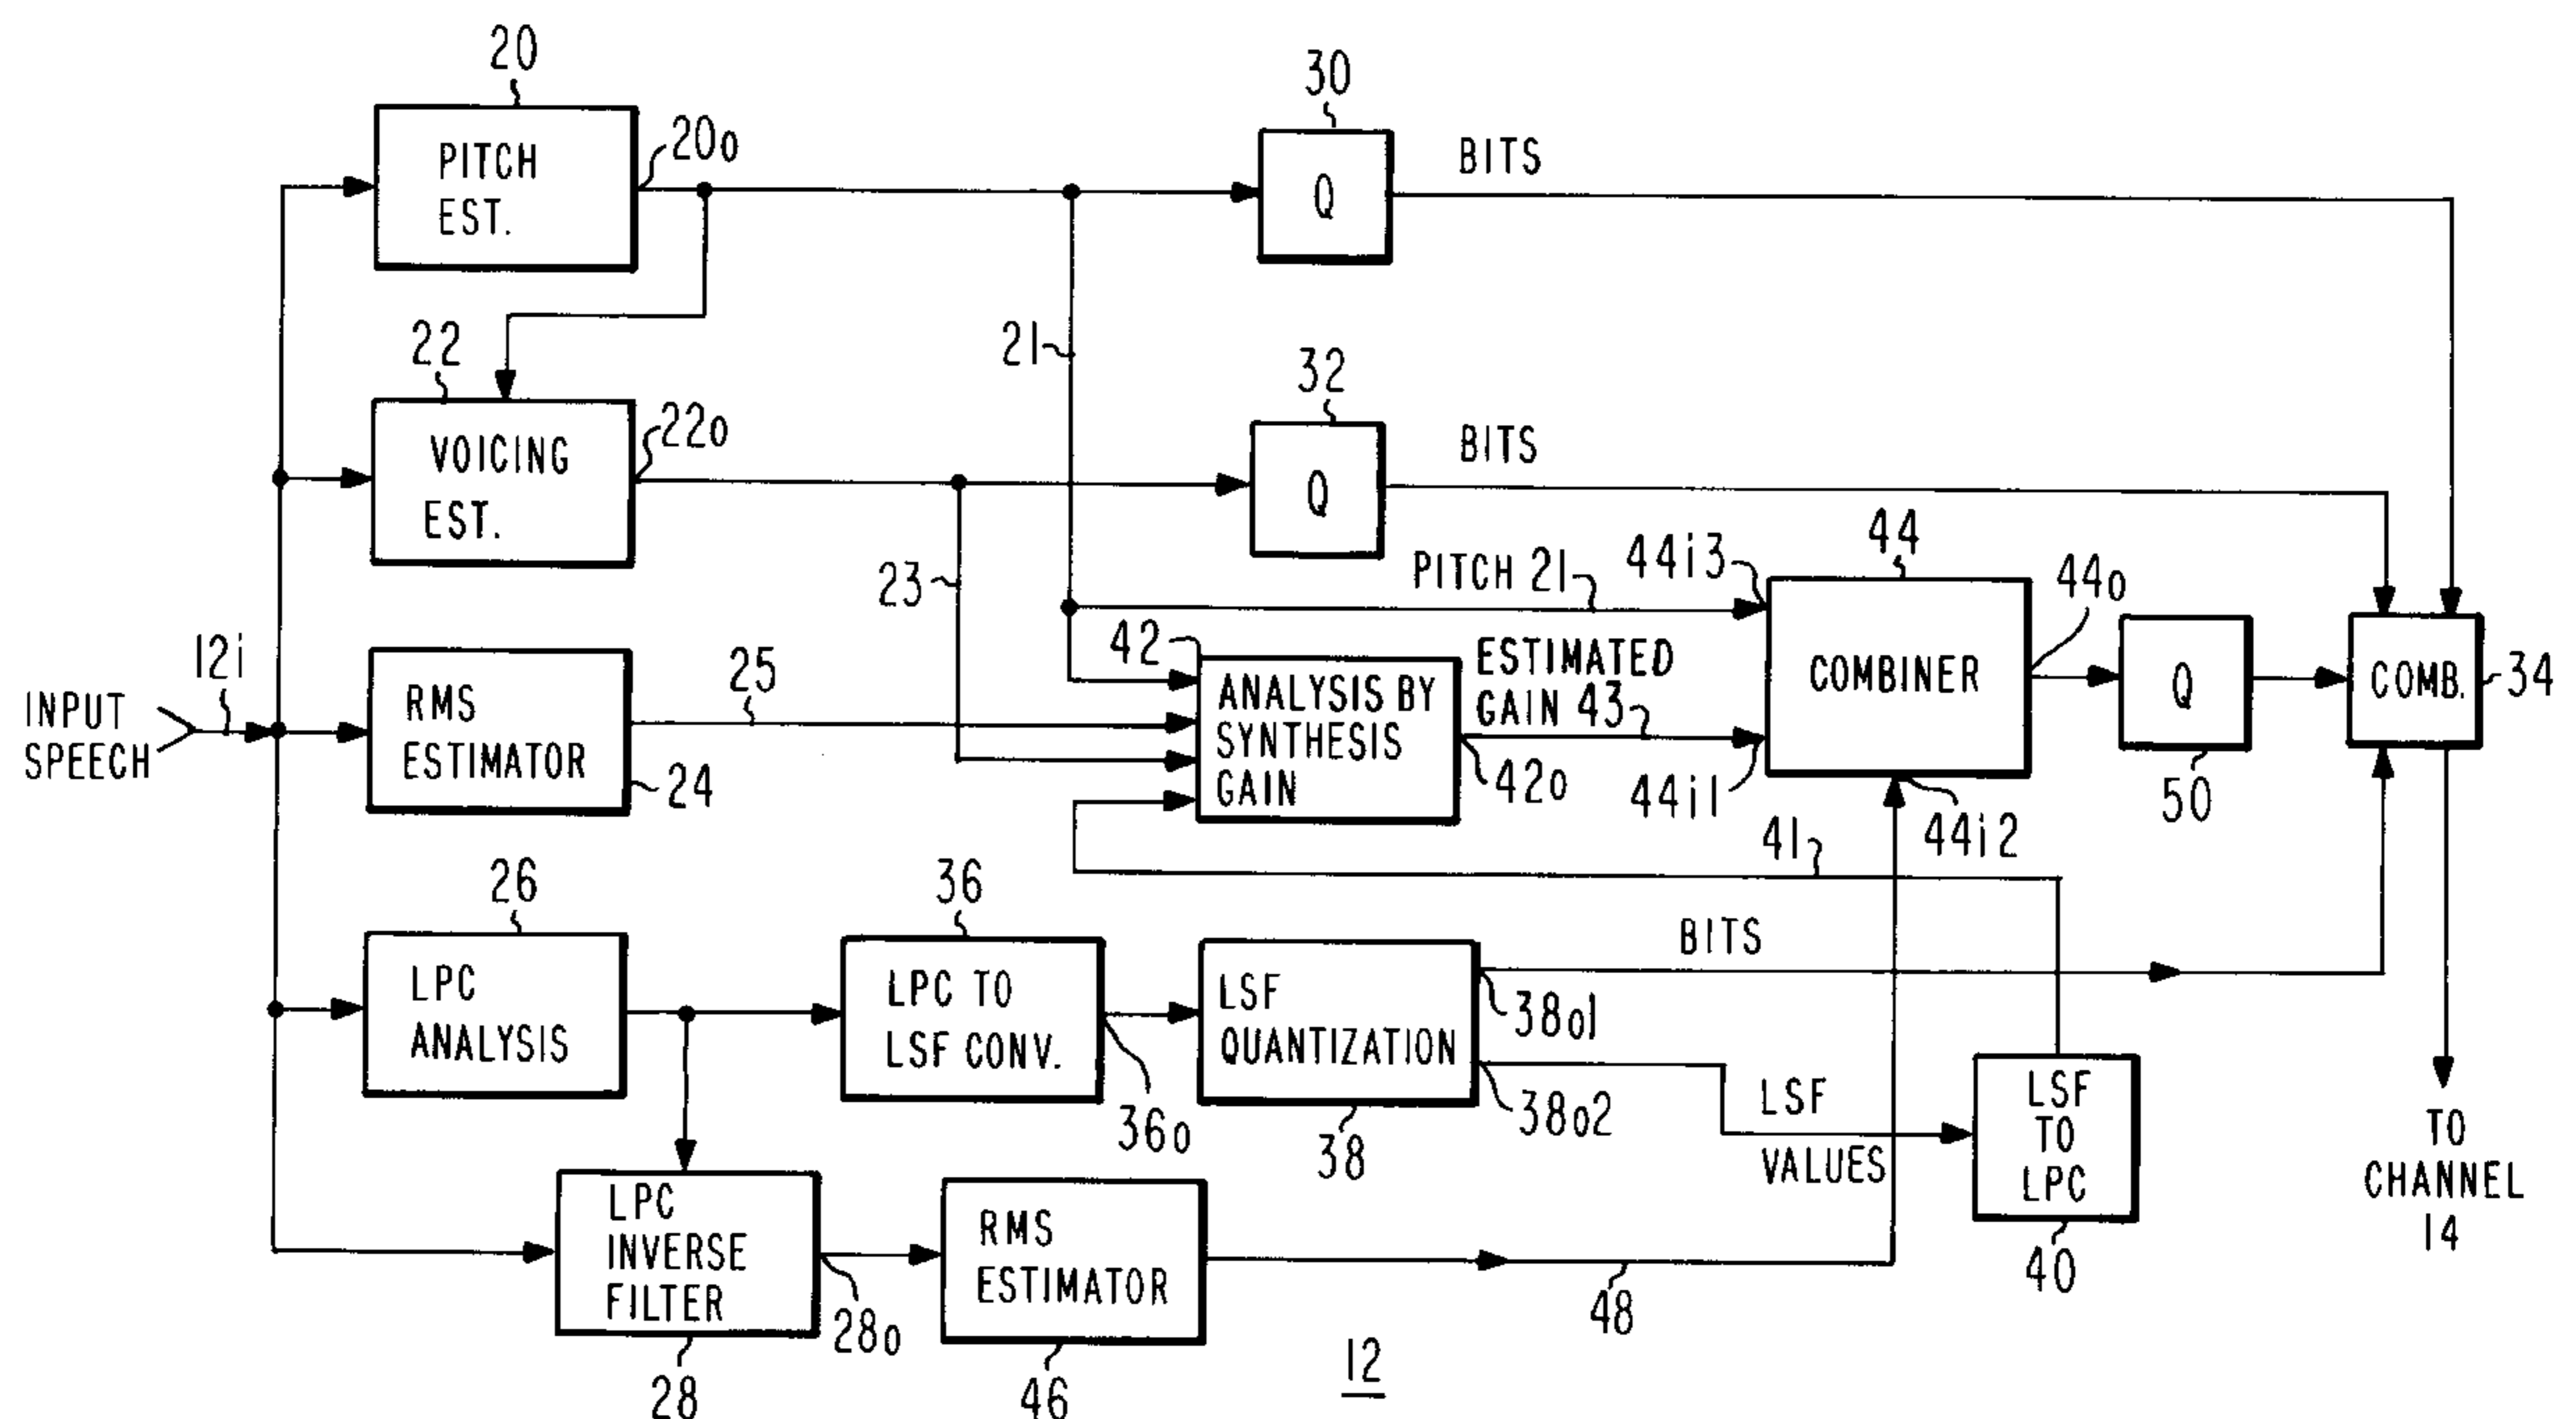 20
30
PITCH
EST.
20o
Q
BITS
22
21
32
VOICING
EST.
22o
Q
BITS
23
PITCH 21
44i3
44
44o
12i
INPUT
SPEECH
RMS
ESTIMATOR
24
25
42
ANALYSIS BY
SYNTHESIS
GAIN
ESTIMATED
GAIN 43
42o
44i1
COMBINER
44i2
Q
50
COMB.
34
41
26
36
LPC
ANALYSIS
LPC TO
LSF CONV.
36o
LSF
QUANTIZATION
38
BITS
38o1
38o2
LSF
VALUES
LSF
TO
LPC
40
TO
CHANNEL
14
LPC
INVERSE
FILTER
28
28o
RMS
ESTIMATOR
46
48
12